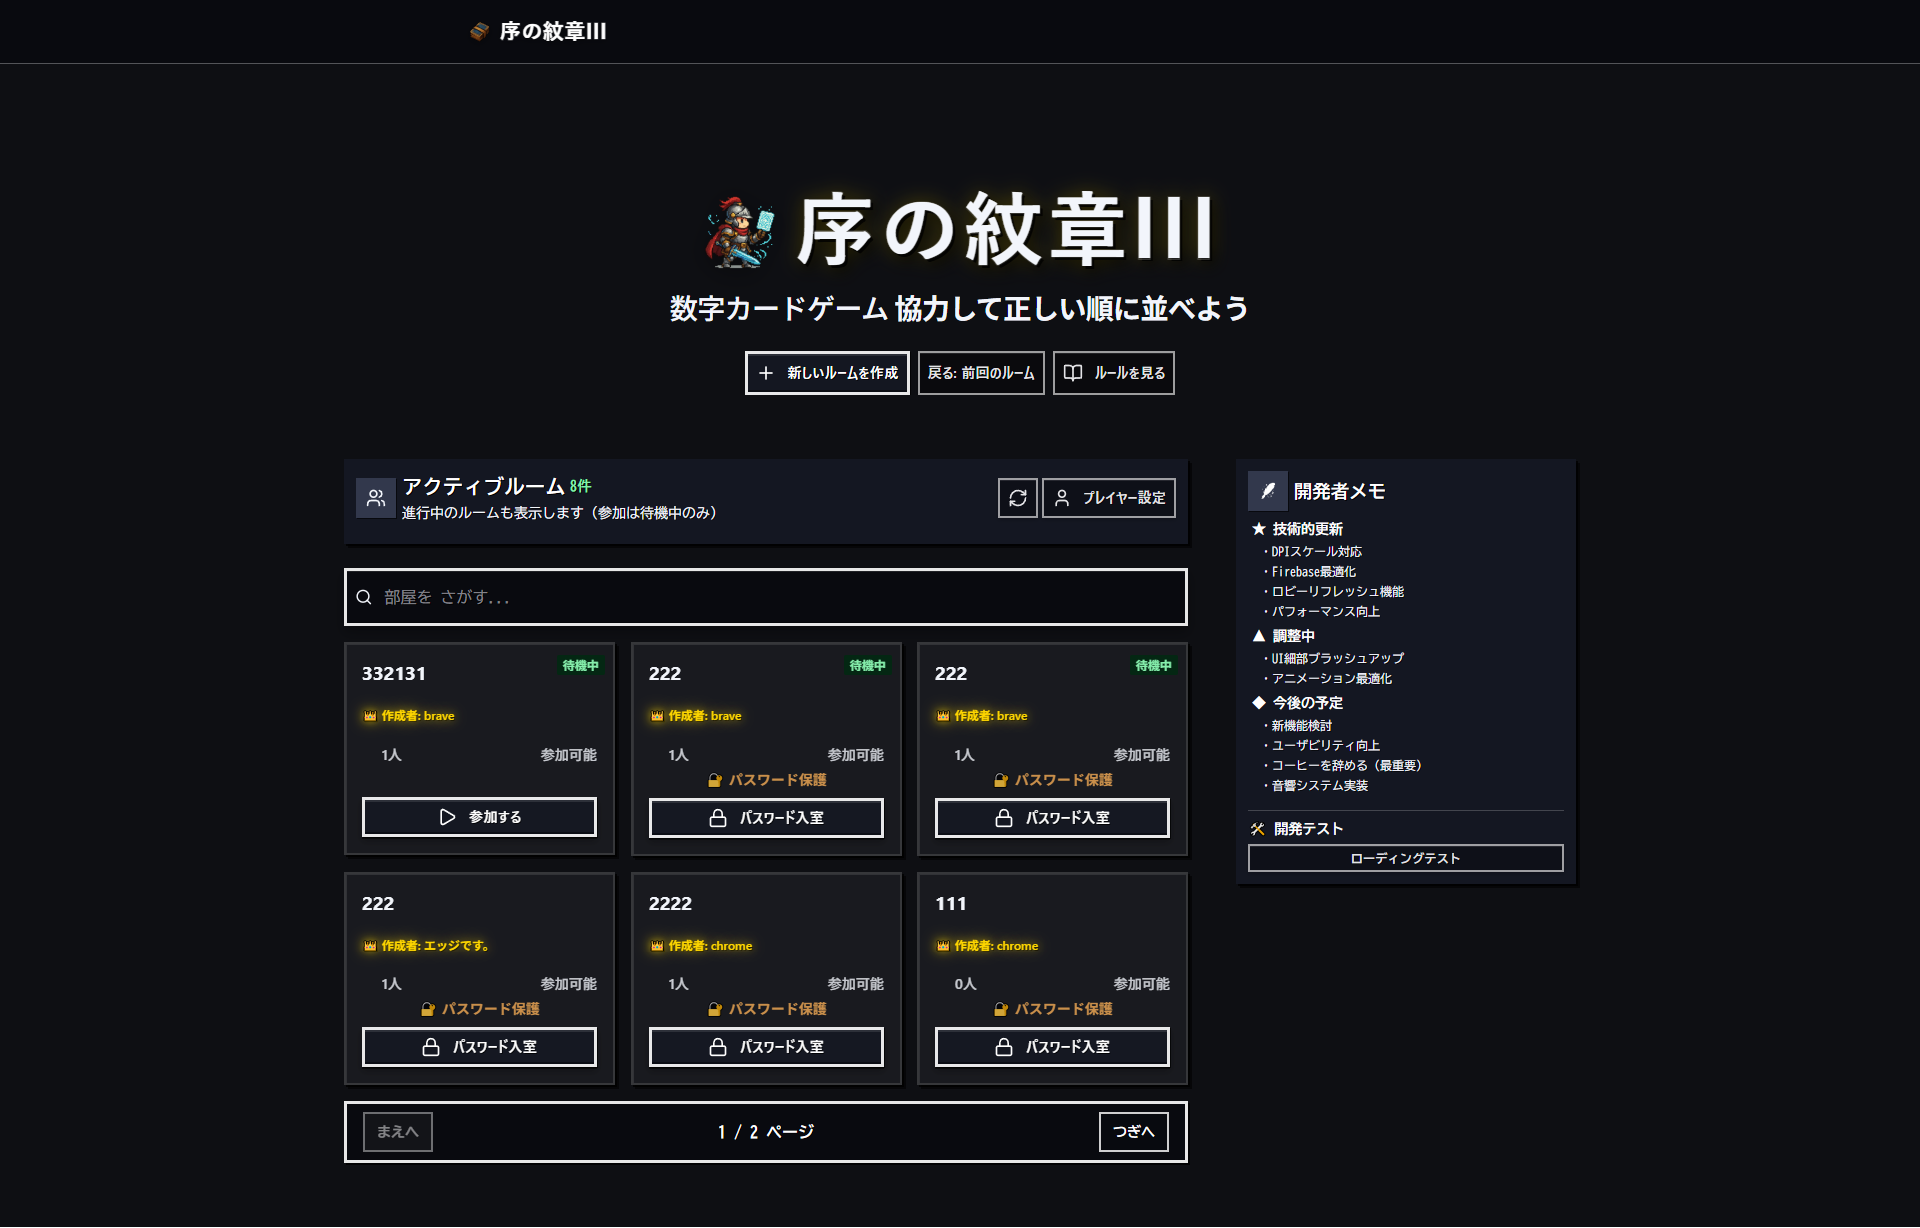 序の紋章III
序の紋章III
数字カードゲーム 協力して正しい順に並べよう
新しいルームを作成
戻る: 前回のルーム
ルールを見る
アクティブルーム 8件
進行中のルームも表示します（参加は待機中のみ）
プレイヤー設定
部屋を さがす...
332131
待機中
作成者: brave
1人
参加可能
参加する
222
待機中
作成者: brave
1人
参加可能
パスワード保護
パスワード入室
222
待機中
作成者: brave
1人
参加可能
パスワード保護
パスワード入室
222
作成者: エッジです。
1人
参加可能
パスワード保護
パスワード入室
2222
作成者: chrome
1人
参加可能
パスワード保護
パスワード入室
111
作成者: chrome
0人
参加可能
パスワード保護
パスワード入室
まえへ
1 / 2 ページ
つぎへ
開発者メモ
★ 技術的更新
・DPIスケール対応
・Firebase最適化
・ロビーリフレッシュ機能
・パフォーマンス向上
▲ 調整中
・UI細部ブラッシュアップ
・アニメーション最適化
◆ 今後の予定
・新機能検討
・ユーザビリティ向上
・コーヒーを辞める（最重要）
・音響システム実装
開発テスト
ローディングテスト